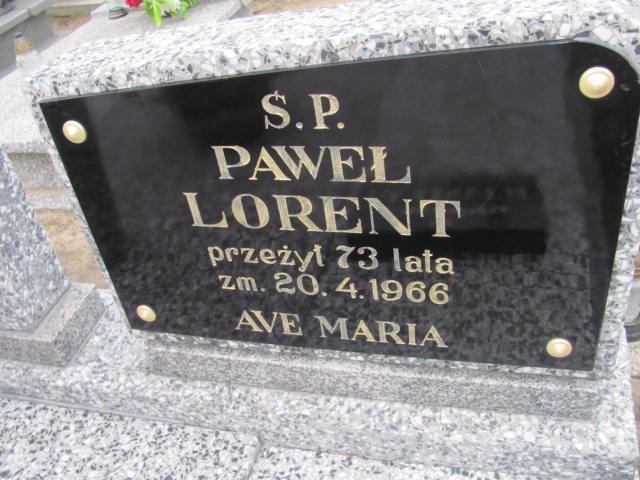 Ś.P.
PAWEŁ
LORENT
przeżył 73 lata
zm. 20.4.1966
AVE MARIA